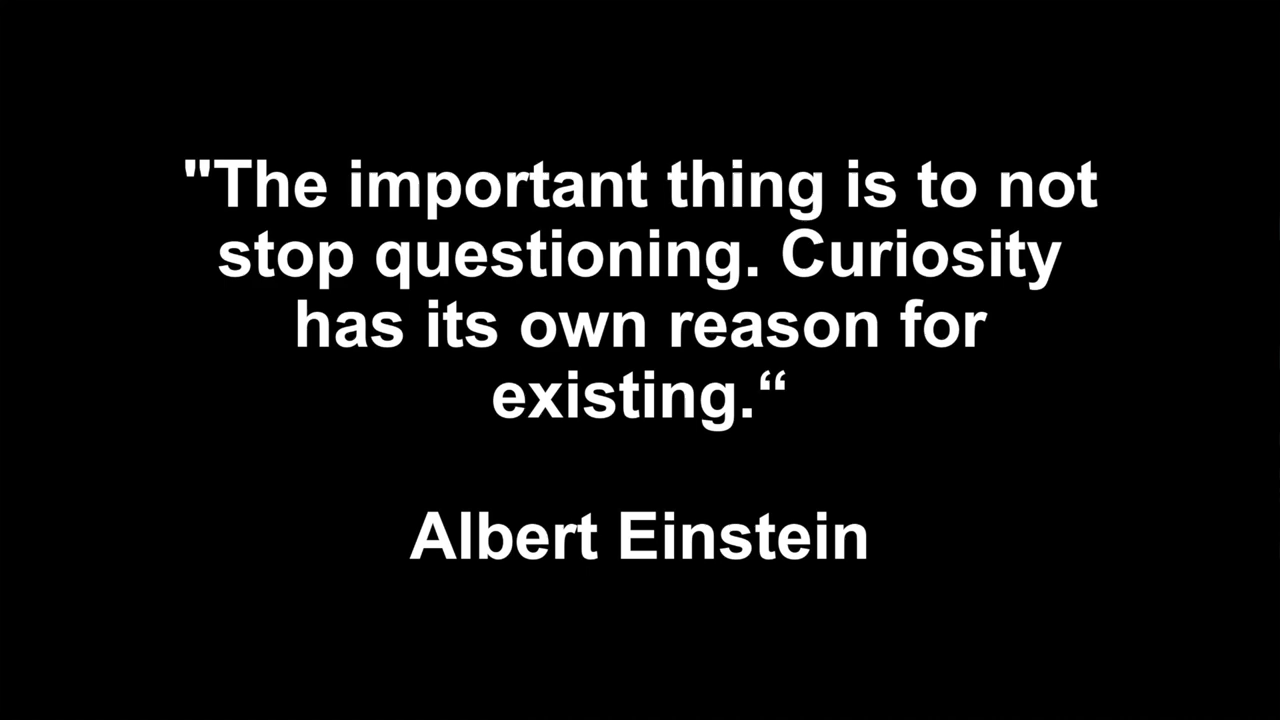 "The important thing is to not
stop questioning. Curiosity
has its own reason for
existing.“
Albert Einstein